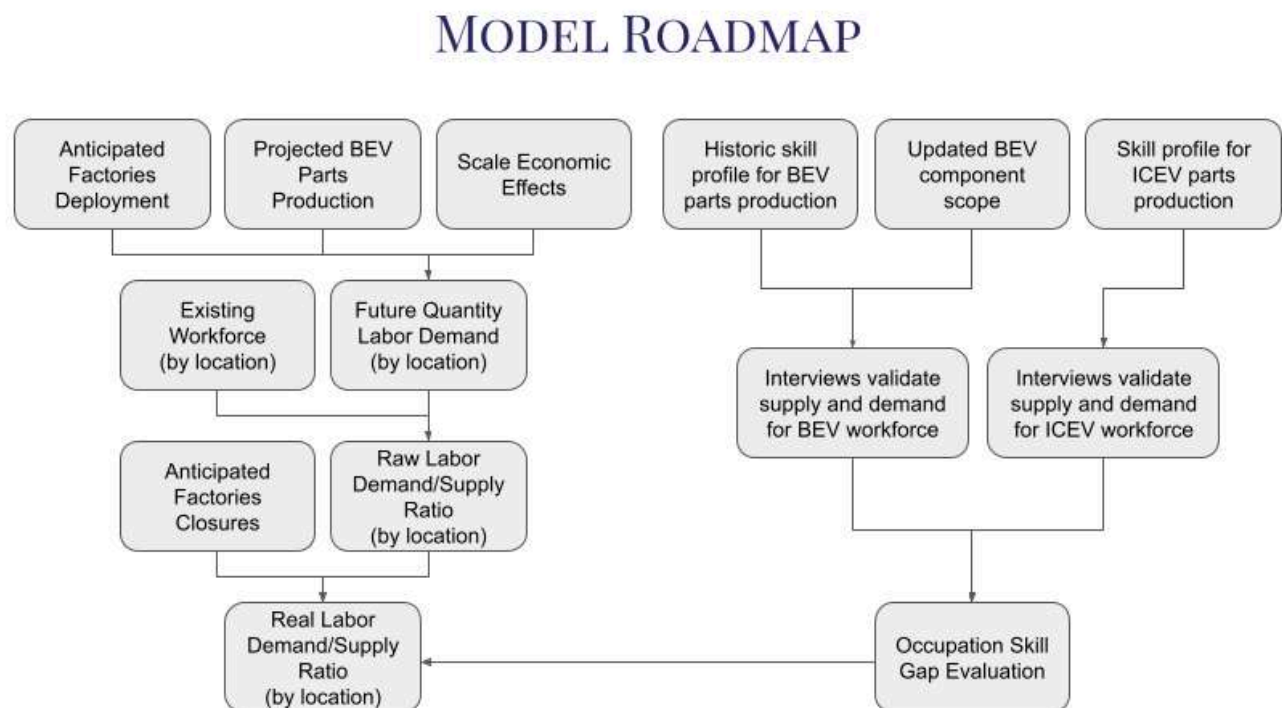 MODEL ROADMAP
Anticipated
Factories
Deployment
Projected BEV
Parts
Production
Scale Economic
Effects
Historic skill
profile for BEV
parts production
Updated BEV
component
scope
Skill profile for
ICEV parts
production
Existing
Workforce
(by location)
Future Quantity
Labor Demand
(by location)
Interviews validate
supply and demand
for BEV workforce
Interviews validate
supply and demand
for ICEV workforce
Anticipated
Factories
Closures
Raw Labor
Demand/Supply
Ratio
(by location)
Real Labor
Demand/Supply
Ratio
(by location)
Occupation Skill
Gap Evaluation